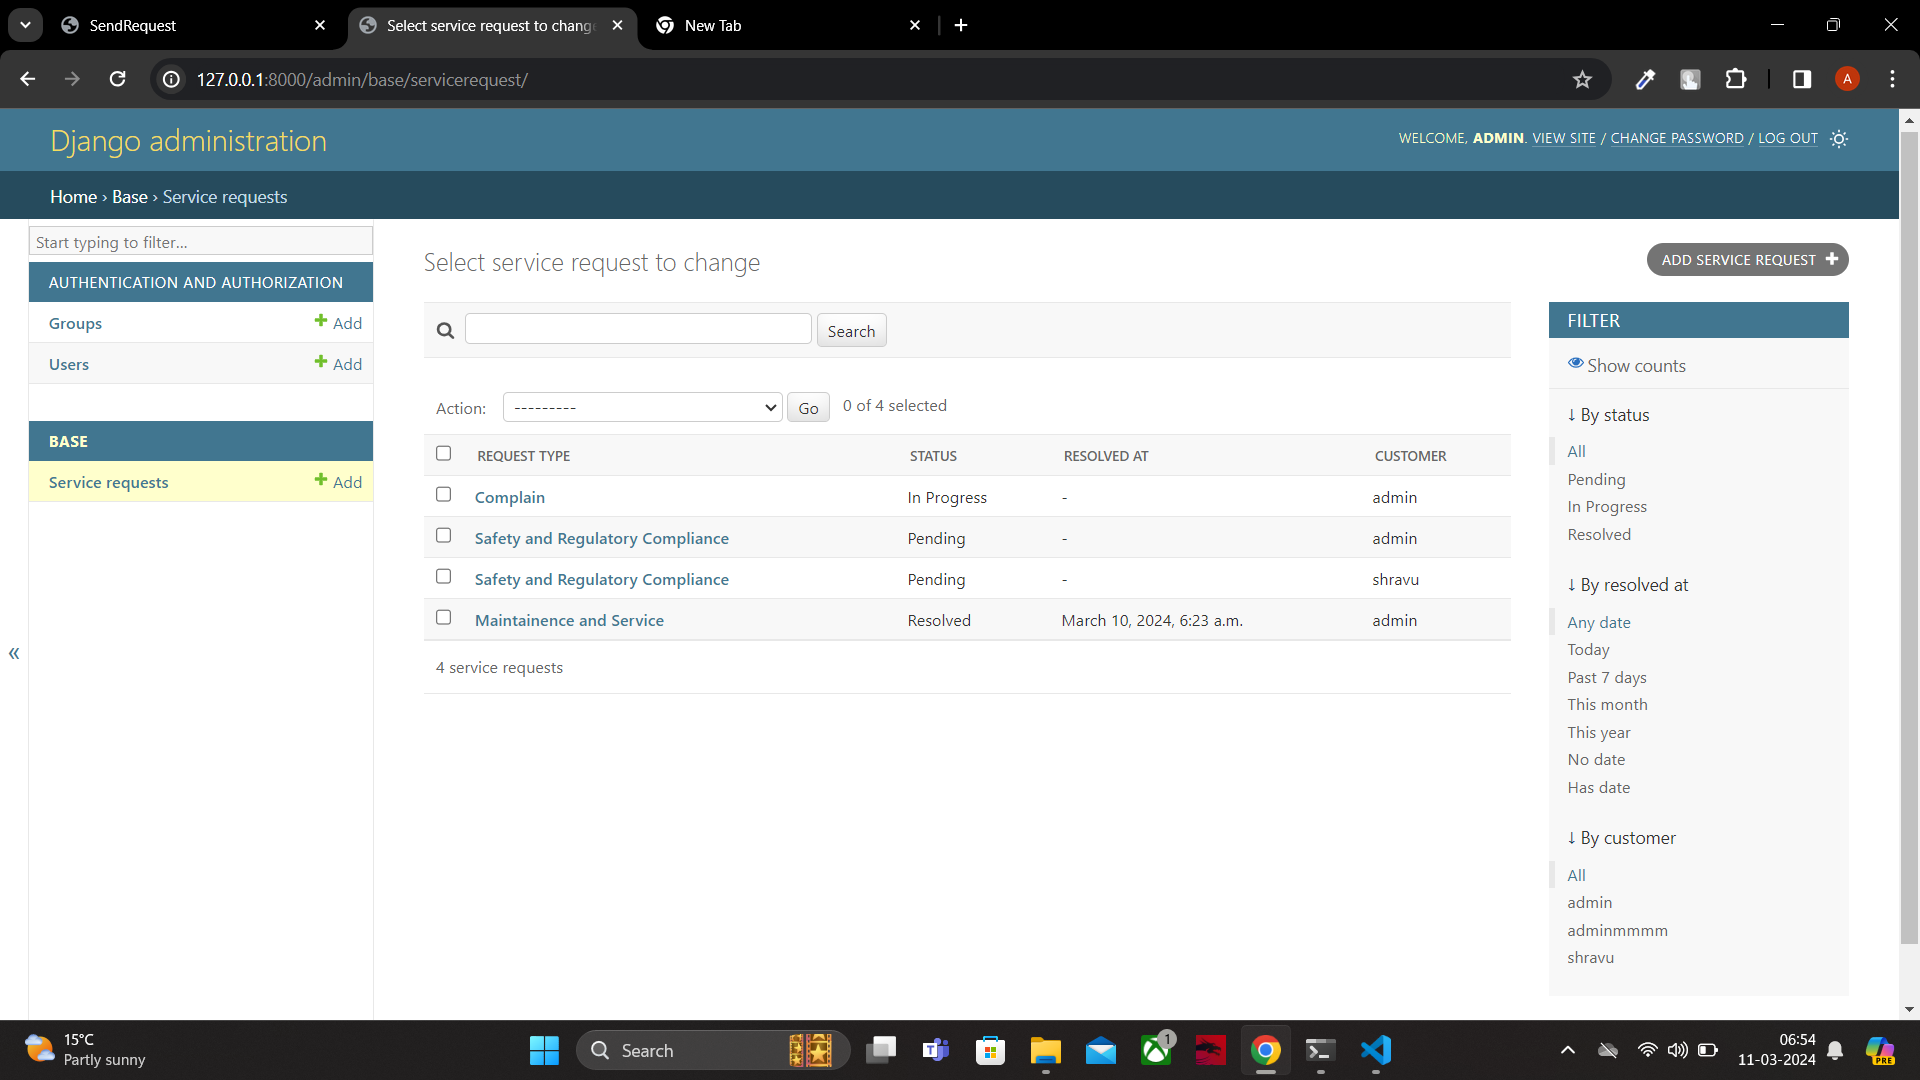 SendRequest
Select service request to chang
New Tab
127.0.0.1:8000/admin/base/servicerequest/
A
Django administration
WELCOME, ADMIN. VIEW SITE / CHANGE PASSWORD / LOG OUT
Home › Base › Service requests
Start typing to filter...
AUTHENTICATION AND AUTHORIZATION
Groups
Add
Users
Add
BASE
Service requests
Add
«
Select service request to change
ADD SERVICE REQUEST
Search
Action: --------- Go 0 of 4 selected
REQUEST TYPE STATUS RESOLVED AT CUSTOMER
Complain In Progress - admin
Safety and Regulatory Compliance Pending - admin
Safety and Regulatory Compliance Pending - shravu
Maintainence and Service Resolved March 10, 2024, 6:23 a.m. admin
4 service requests
FILTER
Show counts
↓ By status
All
Pending
In Progress
Resolved
↓ By resolved at
Any date
Today
Past 7 days
This month
This year
No date
Has date
↓ By customer
All
admin
adminmmmm
shravu
15°C
Partly sunny
Search
1
06:54
11-03-2024
PRE